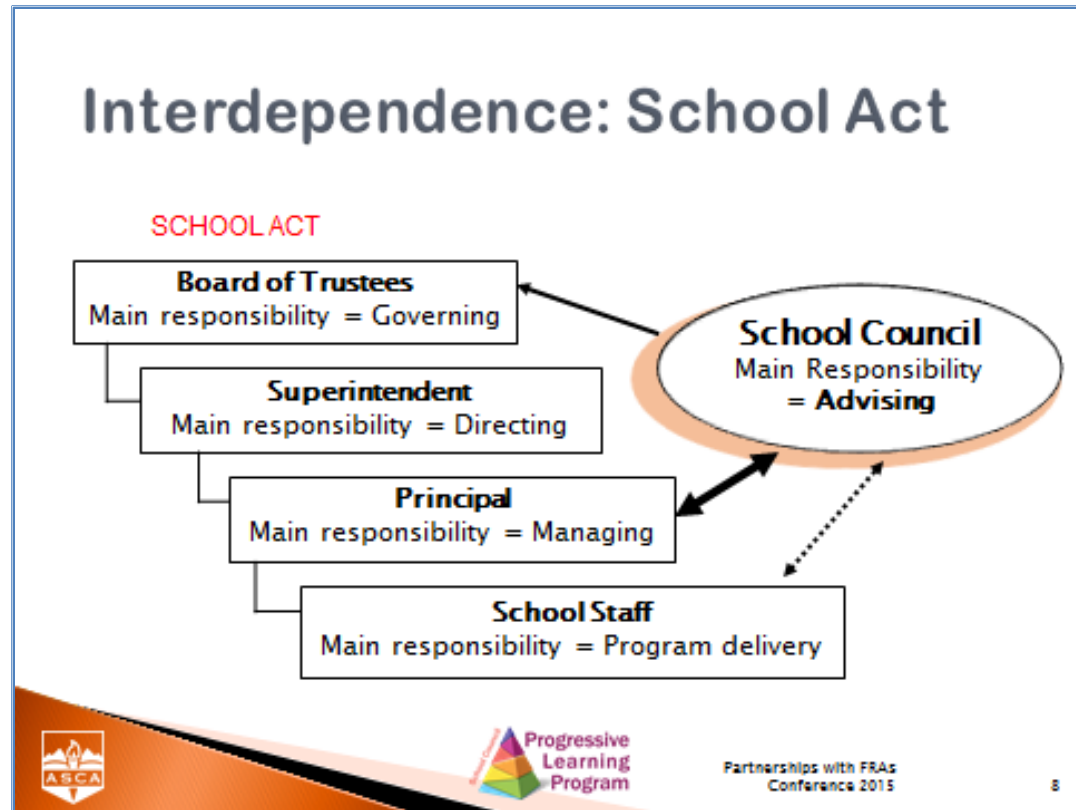 Interdependence: School Act
SCHOOL ACT
Board of Trustees
Main responsibility = Governing
School Council
Main Responsibility
= Advising
Superintendent
Main responsibility = Directing
Principal
Main responsibility = Managing
School Staff
Main responsibility = Program delivery
ASCA
School Council
Progressive
Learning
Program
Partnerships with FRAs
Conference 2015
8